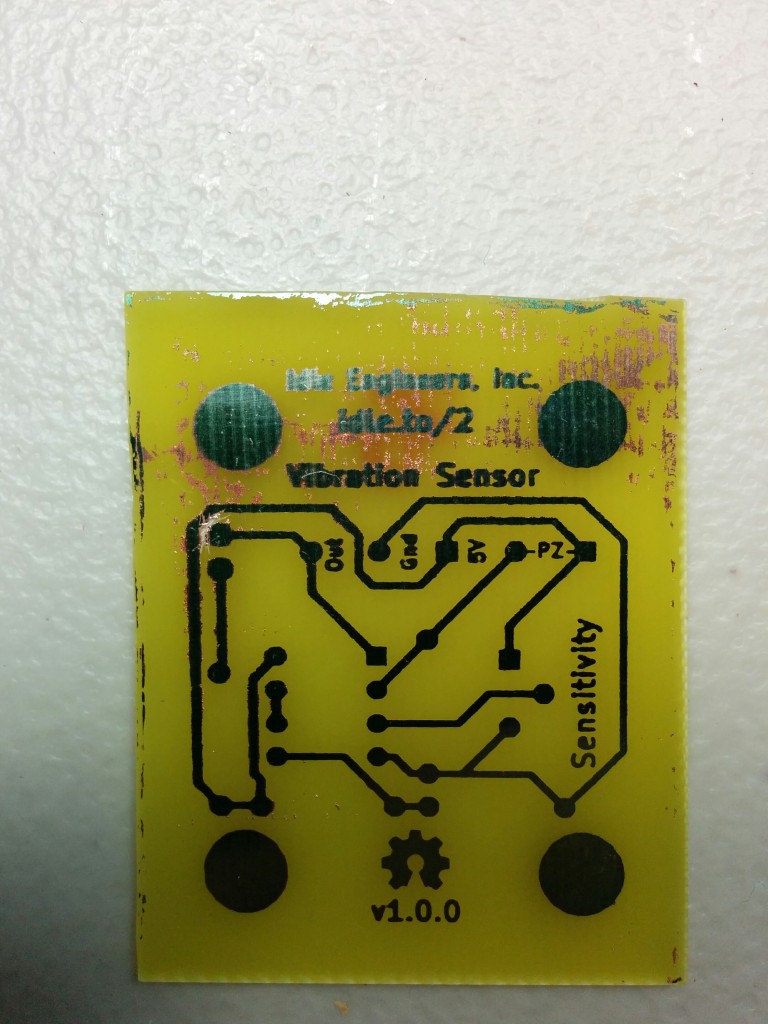 Idle Engineers, Inc.
idle.to/2
Vibration Sensor
Out
Gnd
5V
-PZ-
Sensitivity
v1.0.0